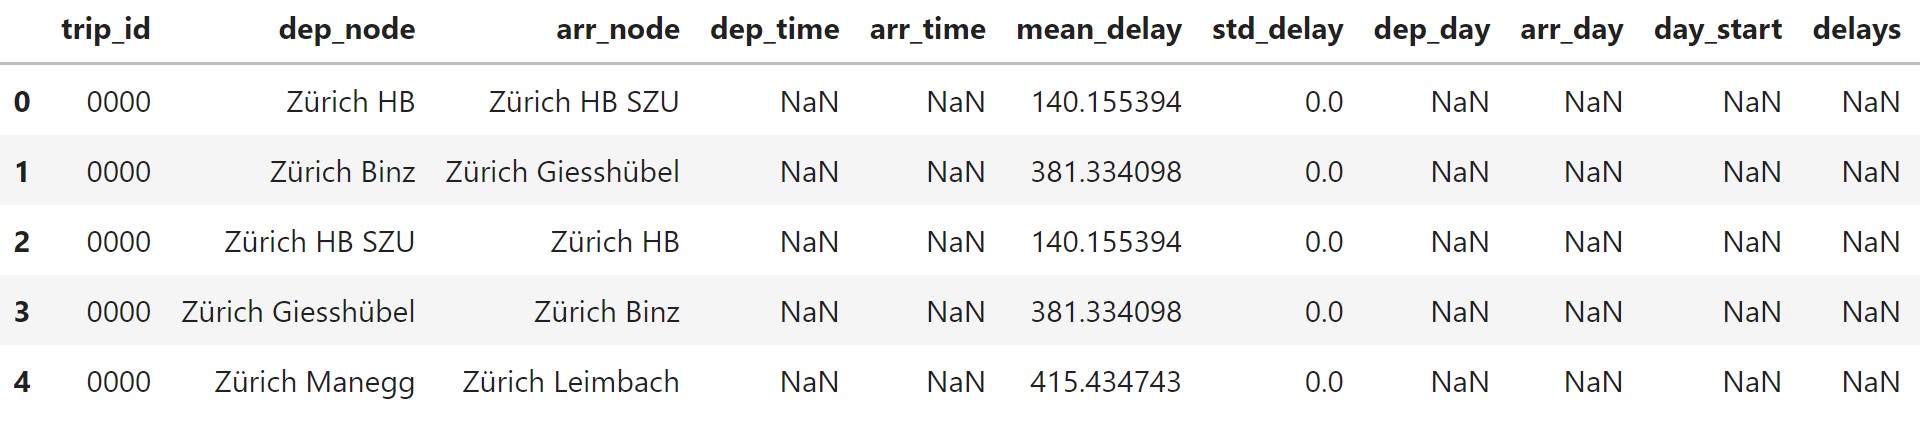 trip_id dep_node arr_node dep_time arr_time mean_delay std_delay dep_day arr_day day_start delays
0 0000 Zürich HB Zürich HB SZU NaN NaN 140.155394 0.0 NaN NaN NaN NaN
1 0000 Zürich Binz Zürich Giesshübel NaN NaN 381.334098 0.0 NaN NaN NaN NaN
2 0000 Zürich HB SZU Zürich HB NaN NaN 140.155394 0.0 NaN NaN NaN NaN
3 0000 Zürich Giesshübel Zürich Binz NaN NaN 381.334098 0.0 NaN NaN NaN NaN
4 0000 Zürich Manegg Zürich Leimbach NaN NaN 415.434743 0.0 NaN NaN NaN NaN